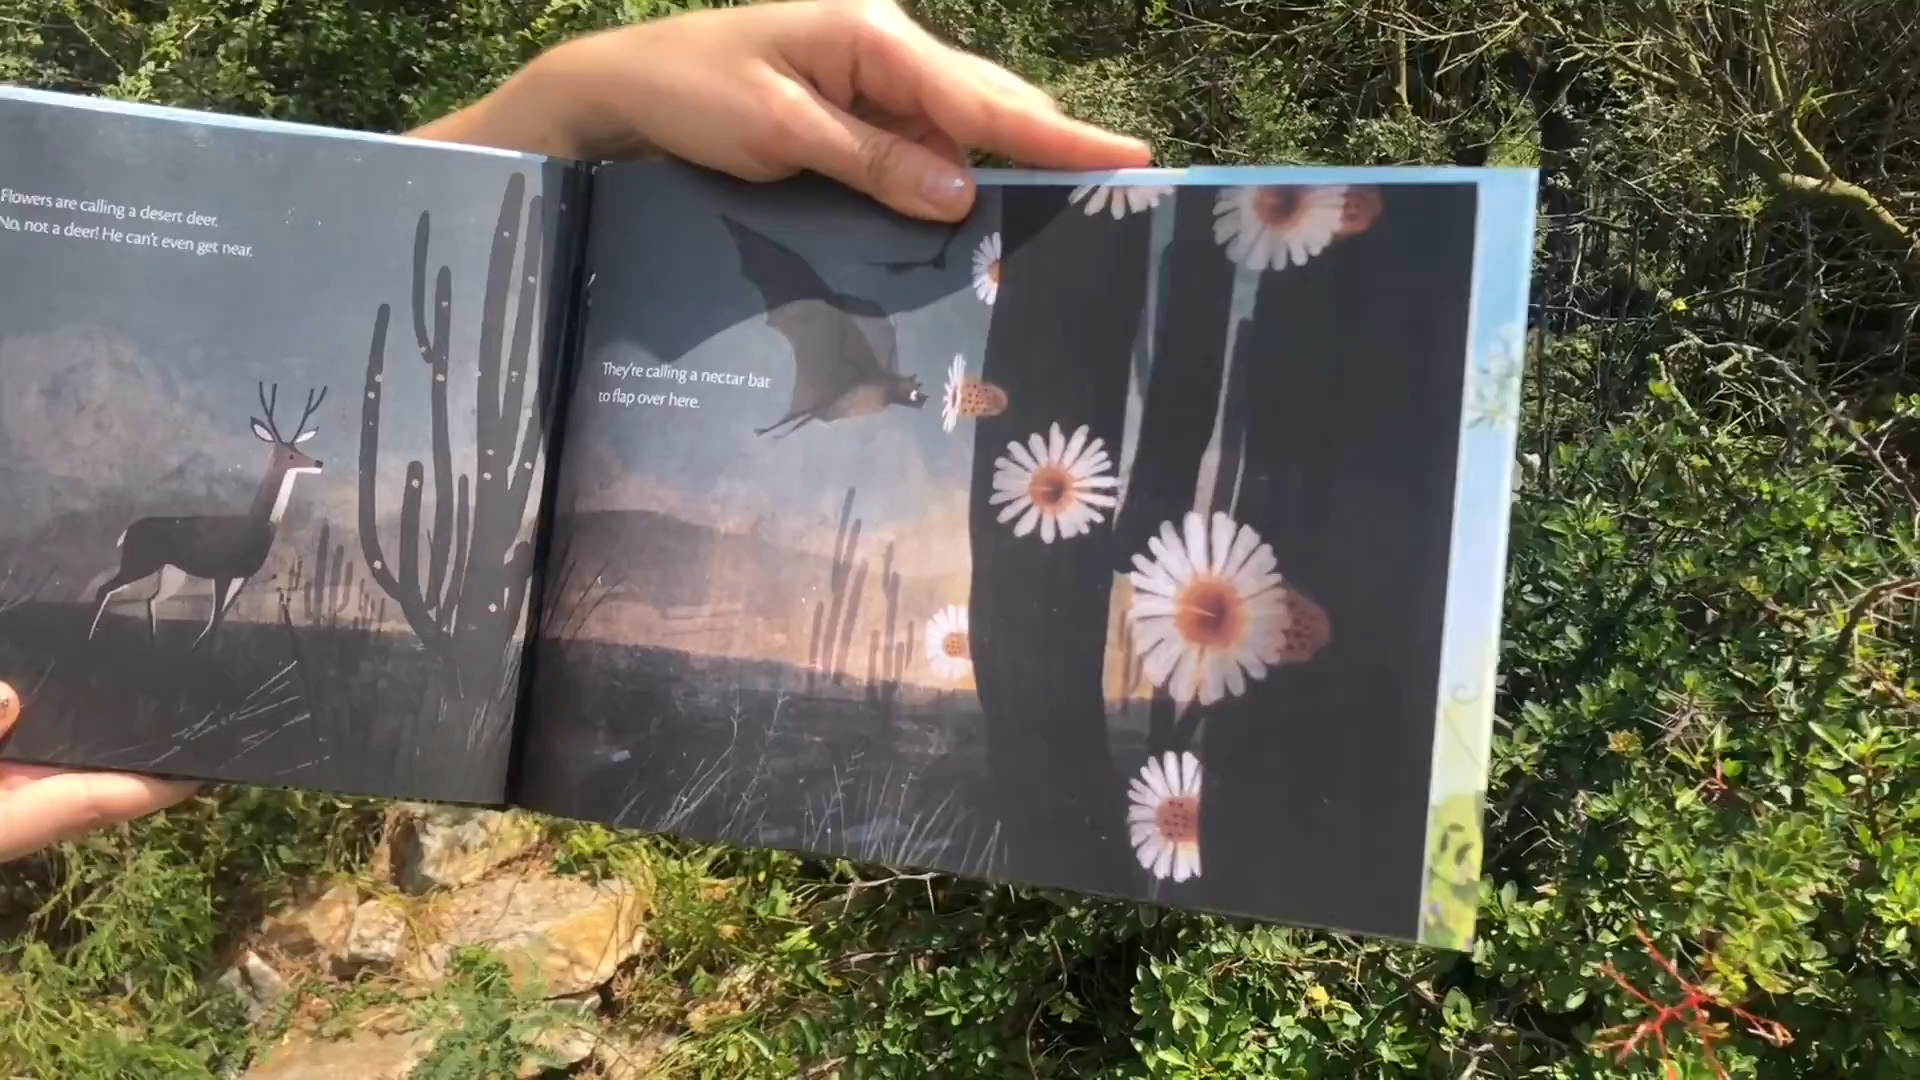 Flowers are calling a desert deer.
No, not a deer! He can't even get near.
They're calling a nectar bat
to flap over here.